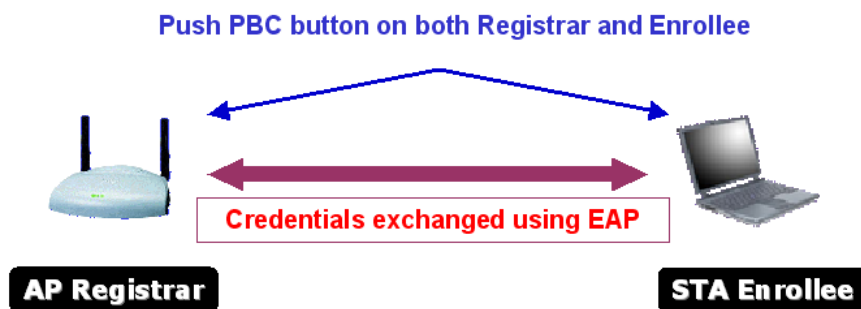 Push PBC button on both Registrar and Enrollee
Credentials exchanged using EAP
AP Registrar
STA Enrollee